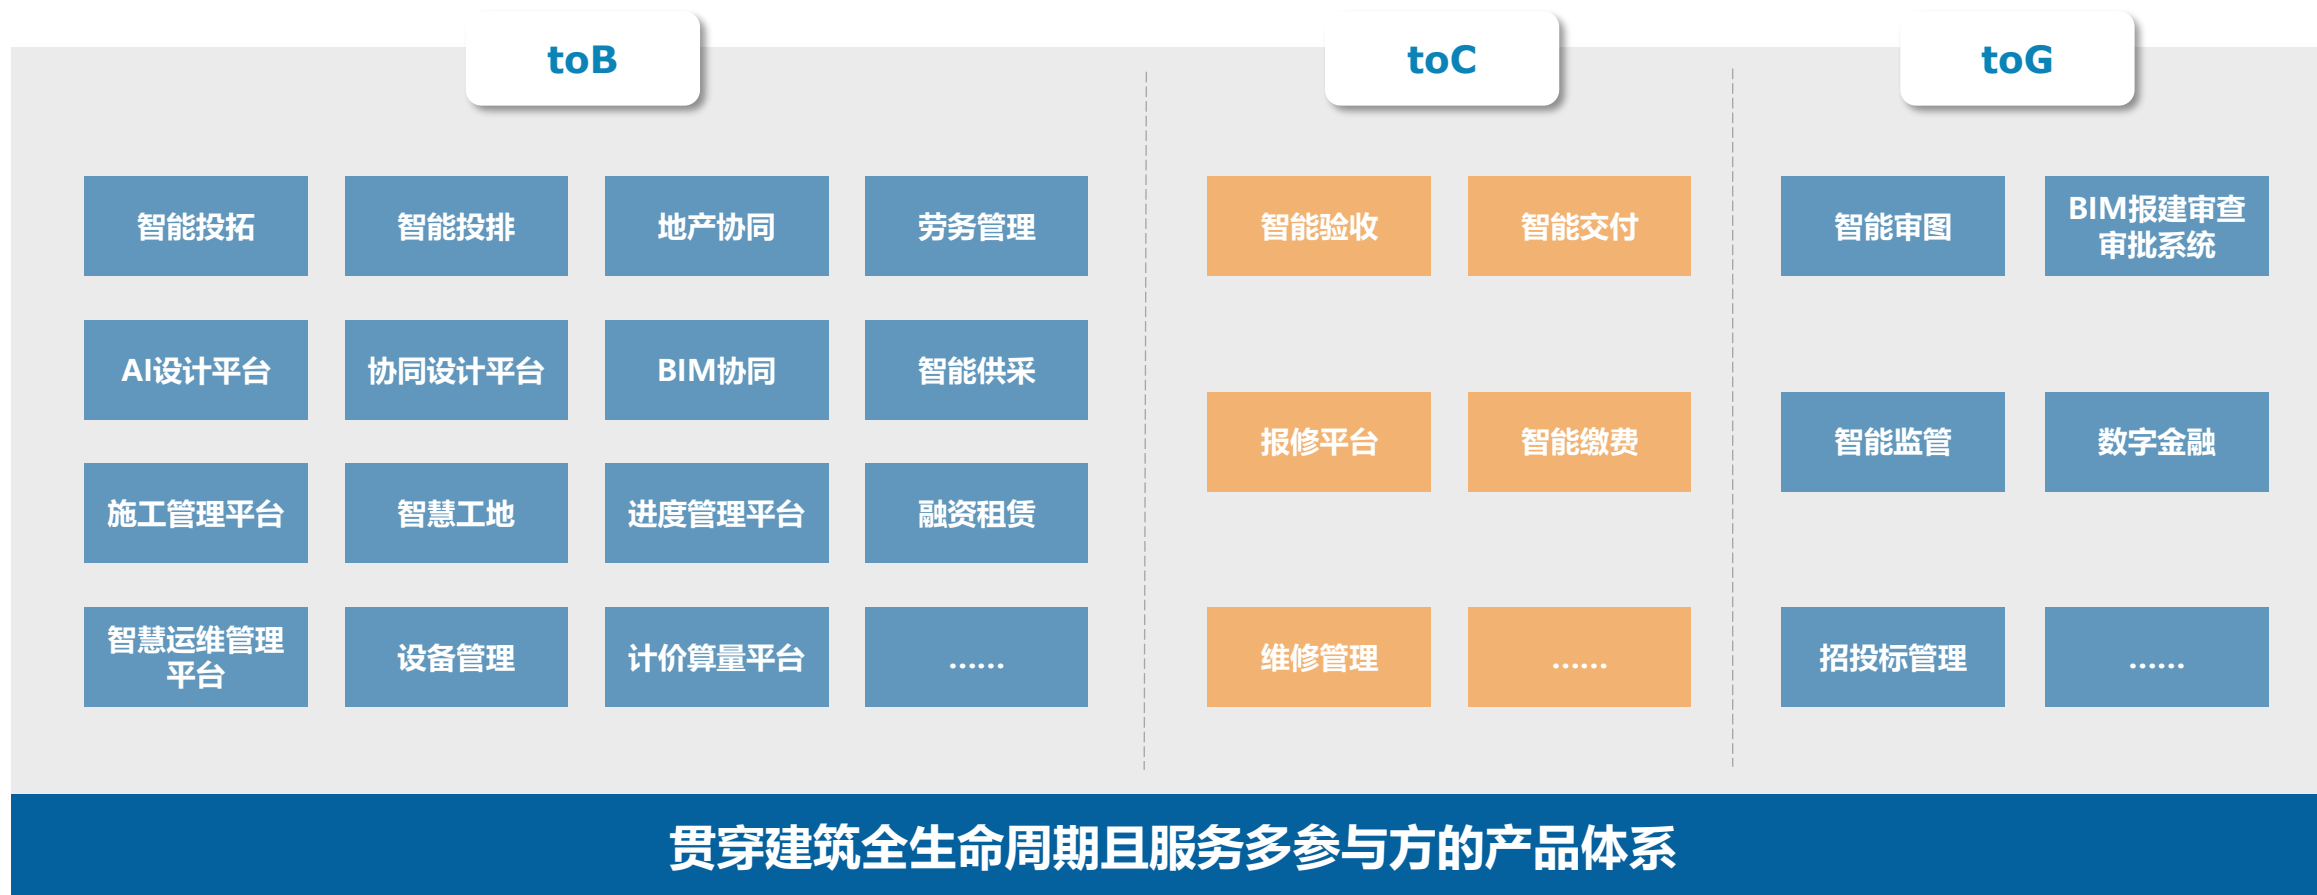 toB
智能投拓
智能投排
地产协同
劳务管理
AI设计平台
协同设计平台
BIM协同
智能供采
施工管理平台
智慧工地
进度管理平台
融资租赁
智慧运维管理
平台
设备管理
计价算量平台
……
toC
智能验收
智能交付
报修平台
智能缴费
维修管理
……
toG
智能审图
BIM报建审查
审批系统
智能监管
数字金融
招投标管理
……
贯穿建筑全生命周期且服务多参与方的产品体系